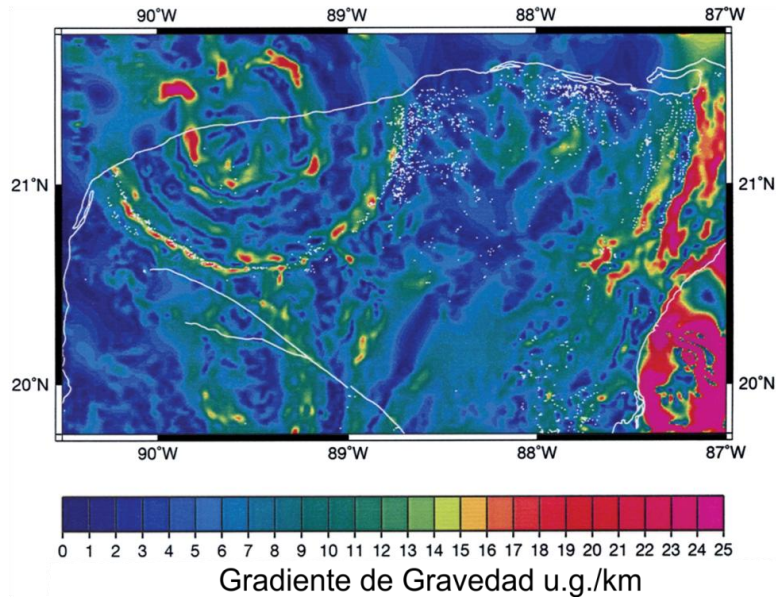 90˚W 89˚W 88˚W 87˚W
21˚N 21˚N
20˚N 20˚N
90˚W 89˚W 88˚W 87˚W
0 1 2 3 4 5 6 7 8 9 10 11 12 13 14 15 16 17 18 19 20 21 22 23 24 25
Gradiente de Gravedad u.g./km